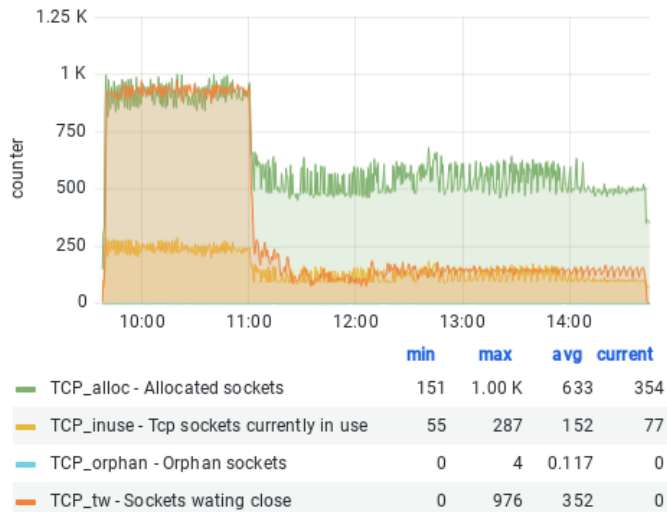 1.25 K
1 K
750
500
250
0
counter
10:00 11:00 12:00 13:00 14:00
min max avg current
TCP_alloc - Allocated sockets 151 1.00 K 633 354
TCP_inuse - Tcp sockets currently in use 55 287 152 77
TCP_orphan - Orphan sockets 0 4 0.117 0
TCP_tw - Sockets wating close 0 976 352 0